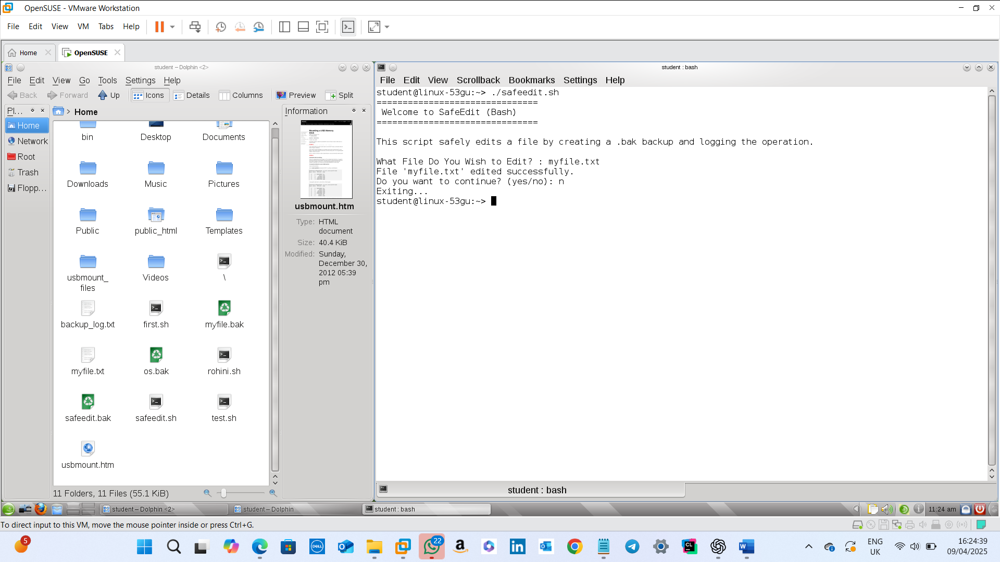 OpenSUSE - VMware Workstation
File Edit View VM Tabs Help
Home OpenSUSE
student – Dolphin <2>
File Edit View Go Tools Settings Help
Back Forward Up Icons Details Columns Preview Split
Pl... Home Information
Home
Network
Root
Trash
Flopp...
bin Desktop Documents
Downloads Music Pictures
Public public_html Templates
usbmount_
files Videos \
backup_log.txt first.sh myfile.bak
myfile.txt os.bak rohini.sh
safeedit.bak safeedit.sh test.sh
usbmount.htm
Mounting a USB Memory
Stick
usbmount.htm
Type: HTML
document
Size: 40.4 KiB
Modified: Sunday,
December 30,
2012 05:39
pm
11 Folders, 11 Files (55.1 KiB)
student : bash
File Edit View Scrollback Bookmarks Settings Help
student@linux-53gu:~> ./safeedit.sh
===============================
Welcome to SafeEdit (Bash)
===============================
This script safely edits a file by creating a .bak backup and logging the operation.
What File Do You Wish to Edit? : myfile.txt
File 'myfile.txt' edited successfully.
Do you want to continue? (yes/no): n
Exiting...
student@linux-53gu:~>
student : bash
student – Dolphin <2> student – Dolphin student : bash 11:24 am
To direct input to this VM, move the mouse pointer inside or press Ctrl+G.
5 DELL 22 a in CL W ENG
UK 16:24:39
09/04/2025